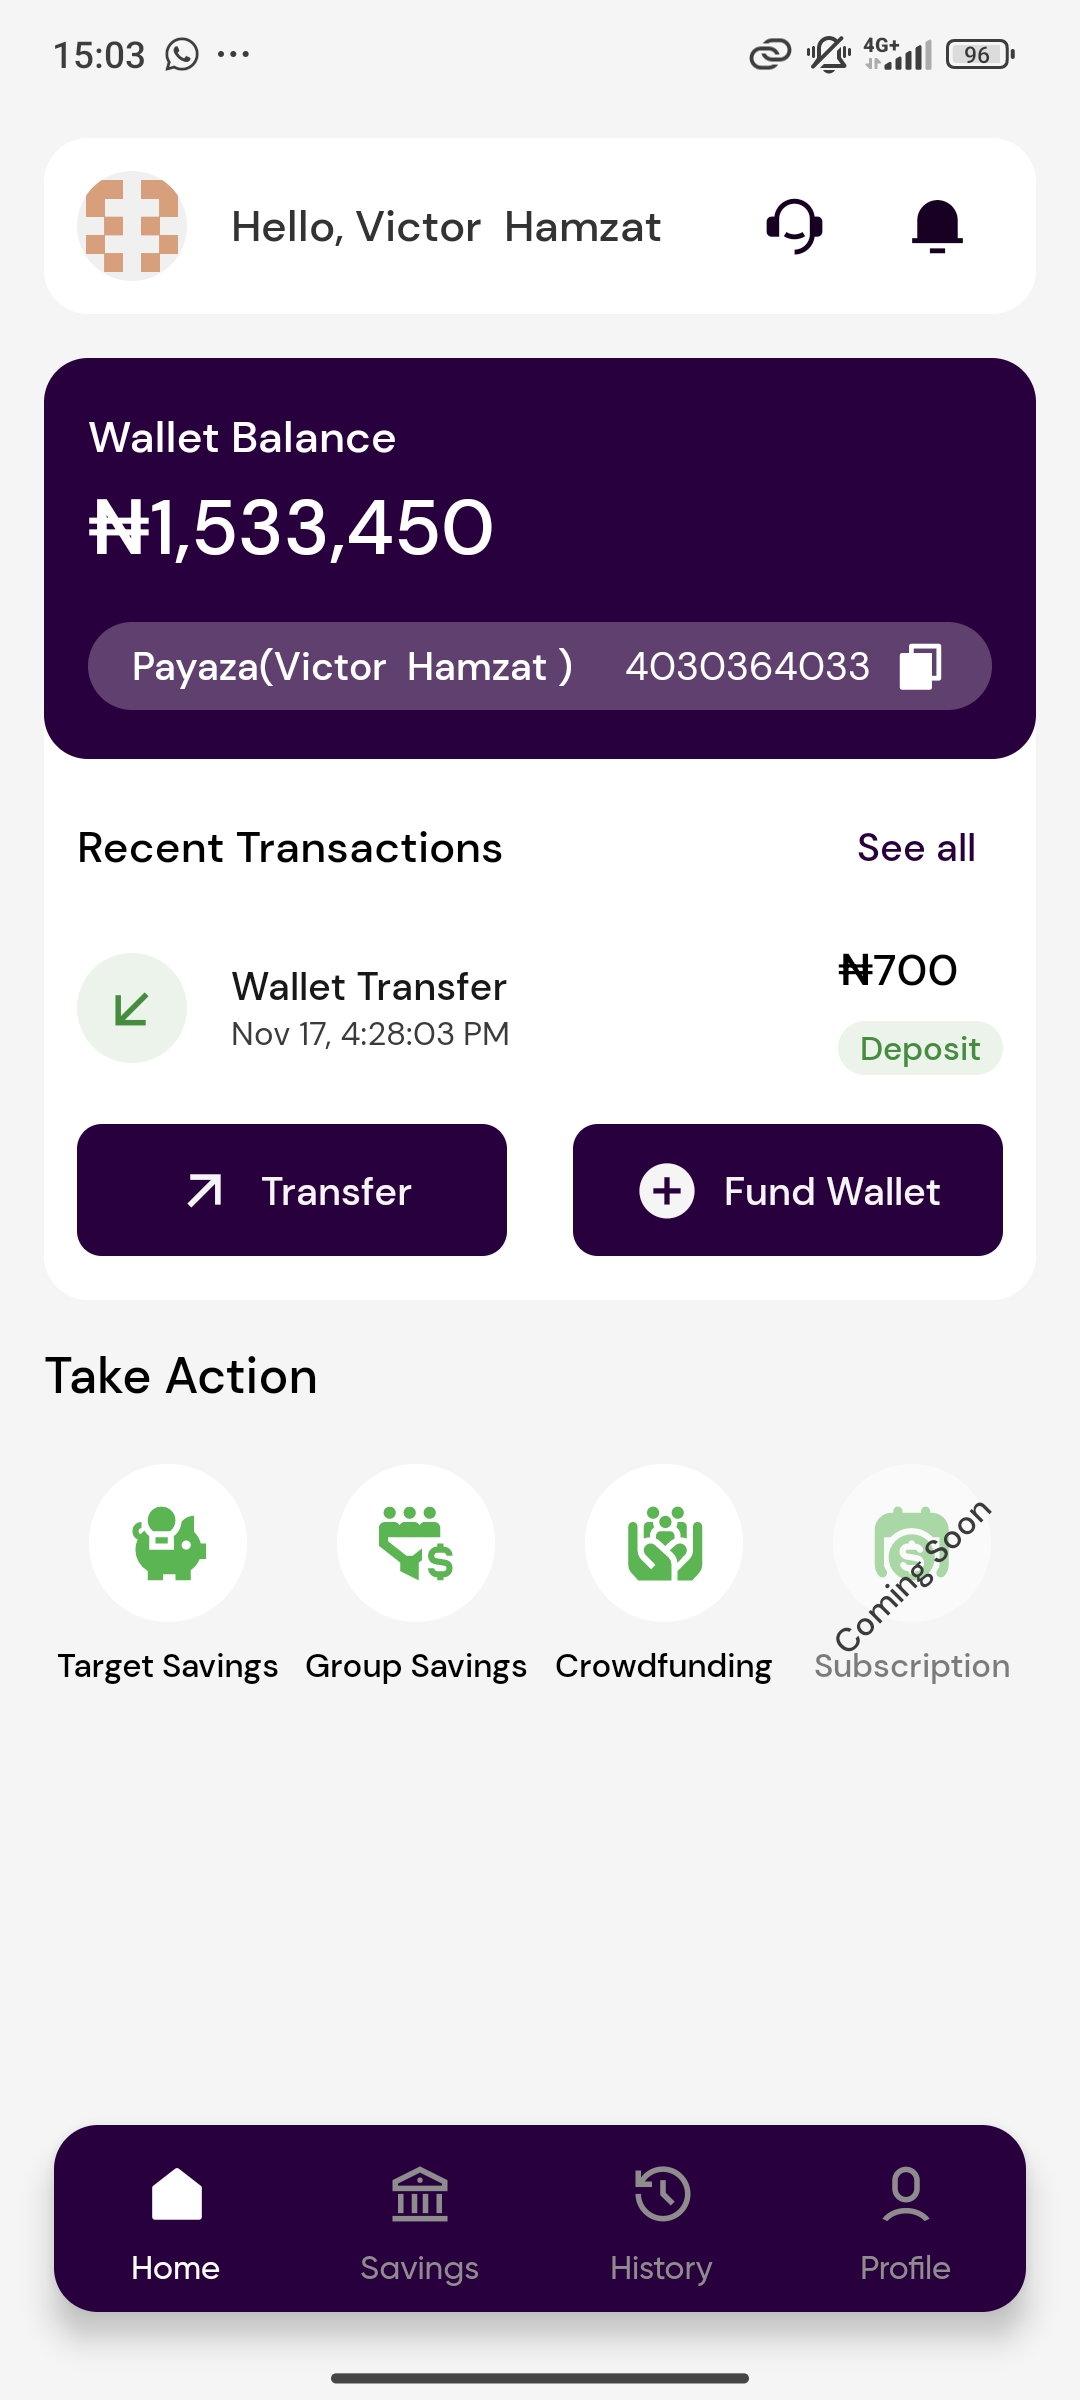 15:03
4G+
96
Hello, Victor  Hamzat
Wallet Balance
₦1,533,450
Payaza(Victor  Hamzat )  4030364033
Recent Transactions
See all
Wallet Transfer
Nov 17, 4:28:03 PM
₦700
Deposit
Transfer
Fund Wallet
Take Action
Target Savings
Group Savings
Crowdfunding
Coming Soon
Subscription
Home
Savings
History
Profile